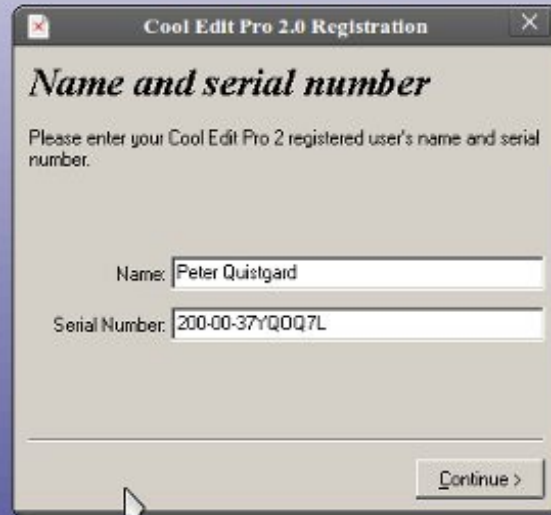 Cool Edit Pro 2.0 Registration
Name and serial number
Please enter your Cool Edit Pro 2 registered user's name and serial
number.
Name: Peter Quistgard
Serial Number: 200-00-37YQOQ7L
Continue >